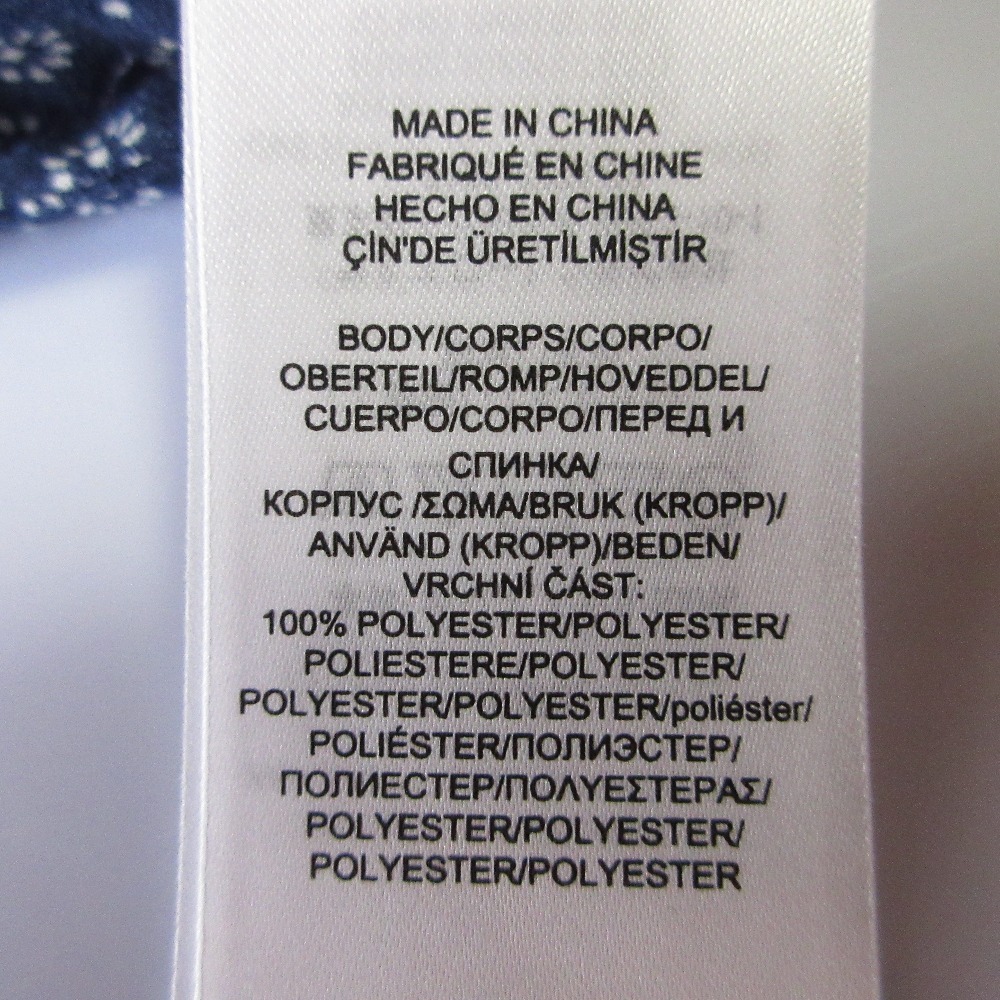 MADE IN CHINA
FABRIQUÉ EN CHINE
HECHO EN CHINA
ÇİN'DE ÜRETİLMİŞTİR
BODY/CORPS/CORPO/
OBERTEIL/ROMP/HOVEDDEL/
CUERPO/CORPO/ПЕРЕД И
СПИНКА/
КОРПУС /ΣΩΜΑ/BRUK (KROPP)/
ANVÄND (KROPP)/BEDEN/
VRCHNÍ ČÁST:
100% POLYESTER/POLYESTER/
POLIESTERE/POLYESTER/
POLYESTER/POLYESTER/poliéster/
POLIÉSTER/ПОЛИЭСТЕР/
ПОЛИЕСТЕР/ΠΟΛΥΕΣΤΕΡΑΣ/
POLYESTER/POLYESTER/
POLYESTER/POLYESTER